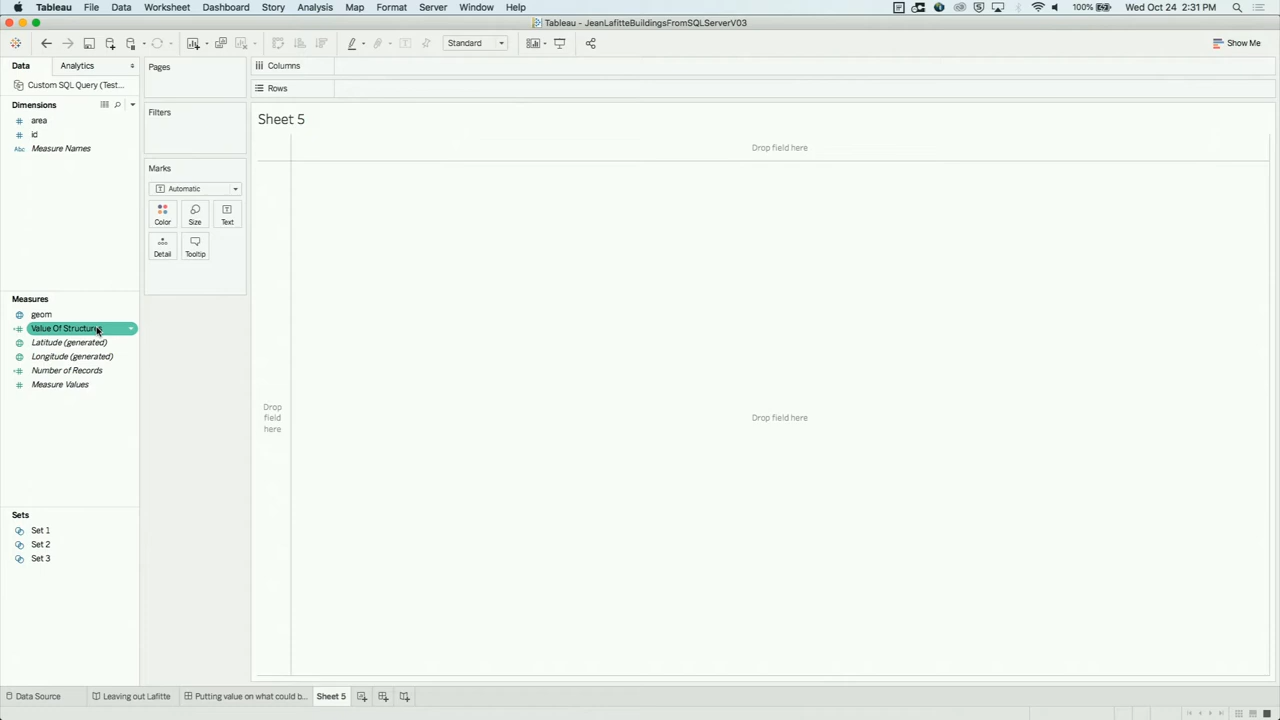 Tableau File Data Worksheet Dashboard Story Analysis Map Format Server Window Help 100% Wed Oct 24 2:31 PM
Tableau - JeanLafitteBuildingsFromSQLServerV03
Standard Show Me
Data Analytics
Custom SQL Query (Test...
Dimensions
area
id
Abc Measure Names
Measures
geom
Value Of Structures
Latitude (generated)
Longitude (generated)
Number of Records
Measure Values
Sets
Set 1
Set 2
Set 3
Pages
Filters
Marks
Automatic
Color Size Text
Detail Tooltip
Columns
Rows
Sheet 5
Drop field here
Drop
field
here
Drop field here
Data Source Leaving out Lafitte Putting value on what could b... Sheet 5